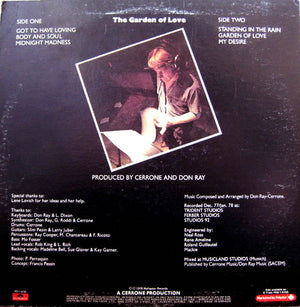 The Garden of Love
SIDE ONE
GOT TO HAVE LOVING
BODY AND SOUL
MIDNIGHT MADNESS
SIDE TWO
STANDING IN THE RAIN
GARDEN OF LOVE
MY DESIRE
PRODUCED BY CERRONE AND DON RAY
Special thanks to:
Lene Lovich for her ideas and her help.
Thanks to:
Keyboards: Don Ray & L. Dixon
Synthesizer: Don Ray, G. Roddi & Cerrone
Drums: Cerrone
Guitars: Slim Pezin & Larry Juber
Percussions: Ray Cooper, M. Chantereau & F. Ricotti
Bass: Mo Foster
Lead vocals: Rob King & L. Rich
Backing vocals: Madeline Bell, Sue Glover & Kay Garner.
Photo: P. Perroquin
Concept: Francis Pessin
Music Composed and Arranged by Don Ray-Cerrone.
Recorded Dec. 77/Jan. 78 at:
TRIDENT STUDIOS
FERBER STUDIOS
STUDIOS 92
Engineered by:
Neal Ross
Rene Ameline
Roland Guillotel
Mackie
Mixed at MUSICLAND STUDIOS (Munich)
Published by Cerrone Music/Don Ray Music (SACEM)
A CERRONE PRODUCTION
polydor